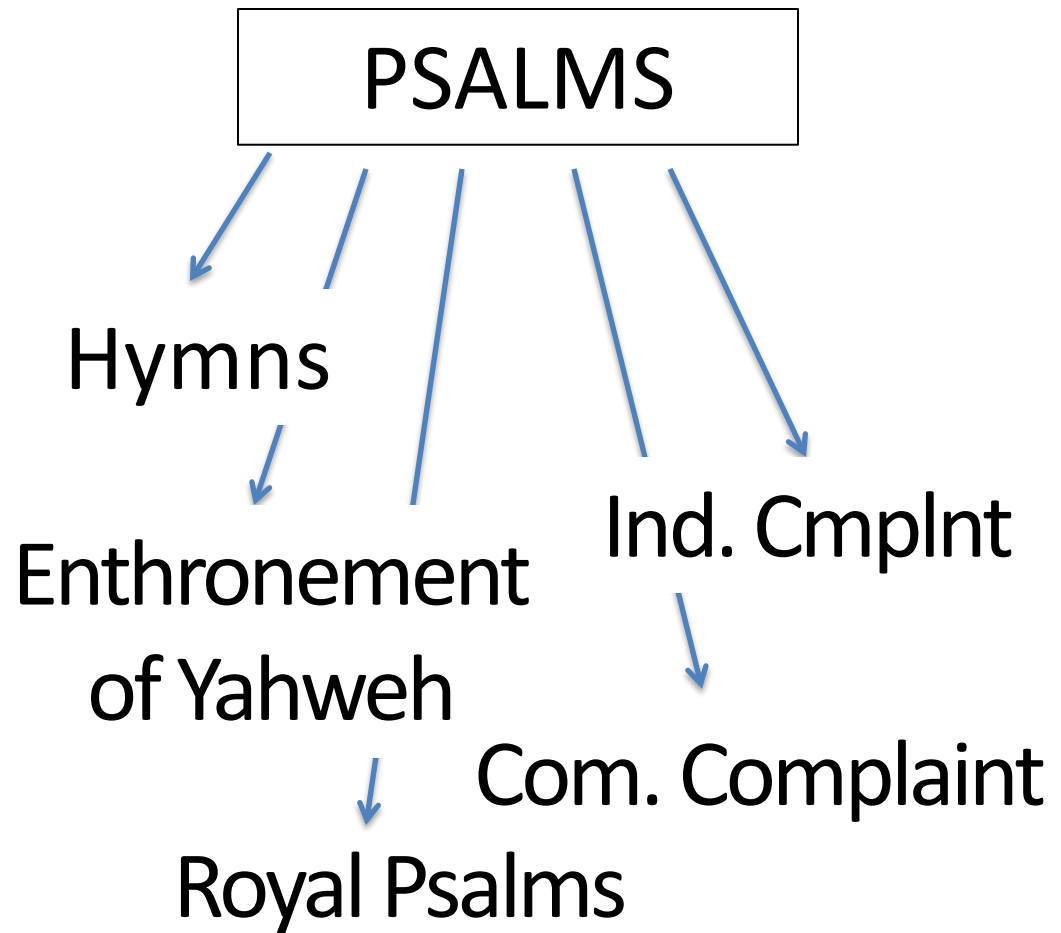 PSALMS
Hymns
Ind. Cmplnt
Enthronement
of Yahweh
Com. Complaint
Royal Psalms